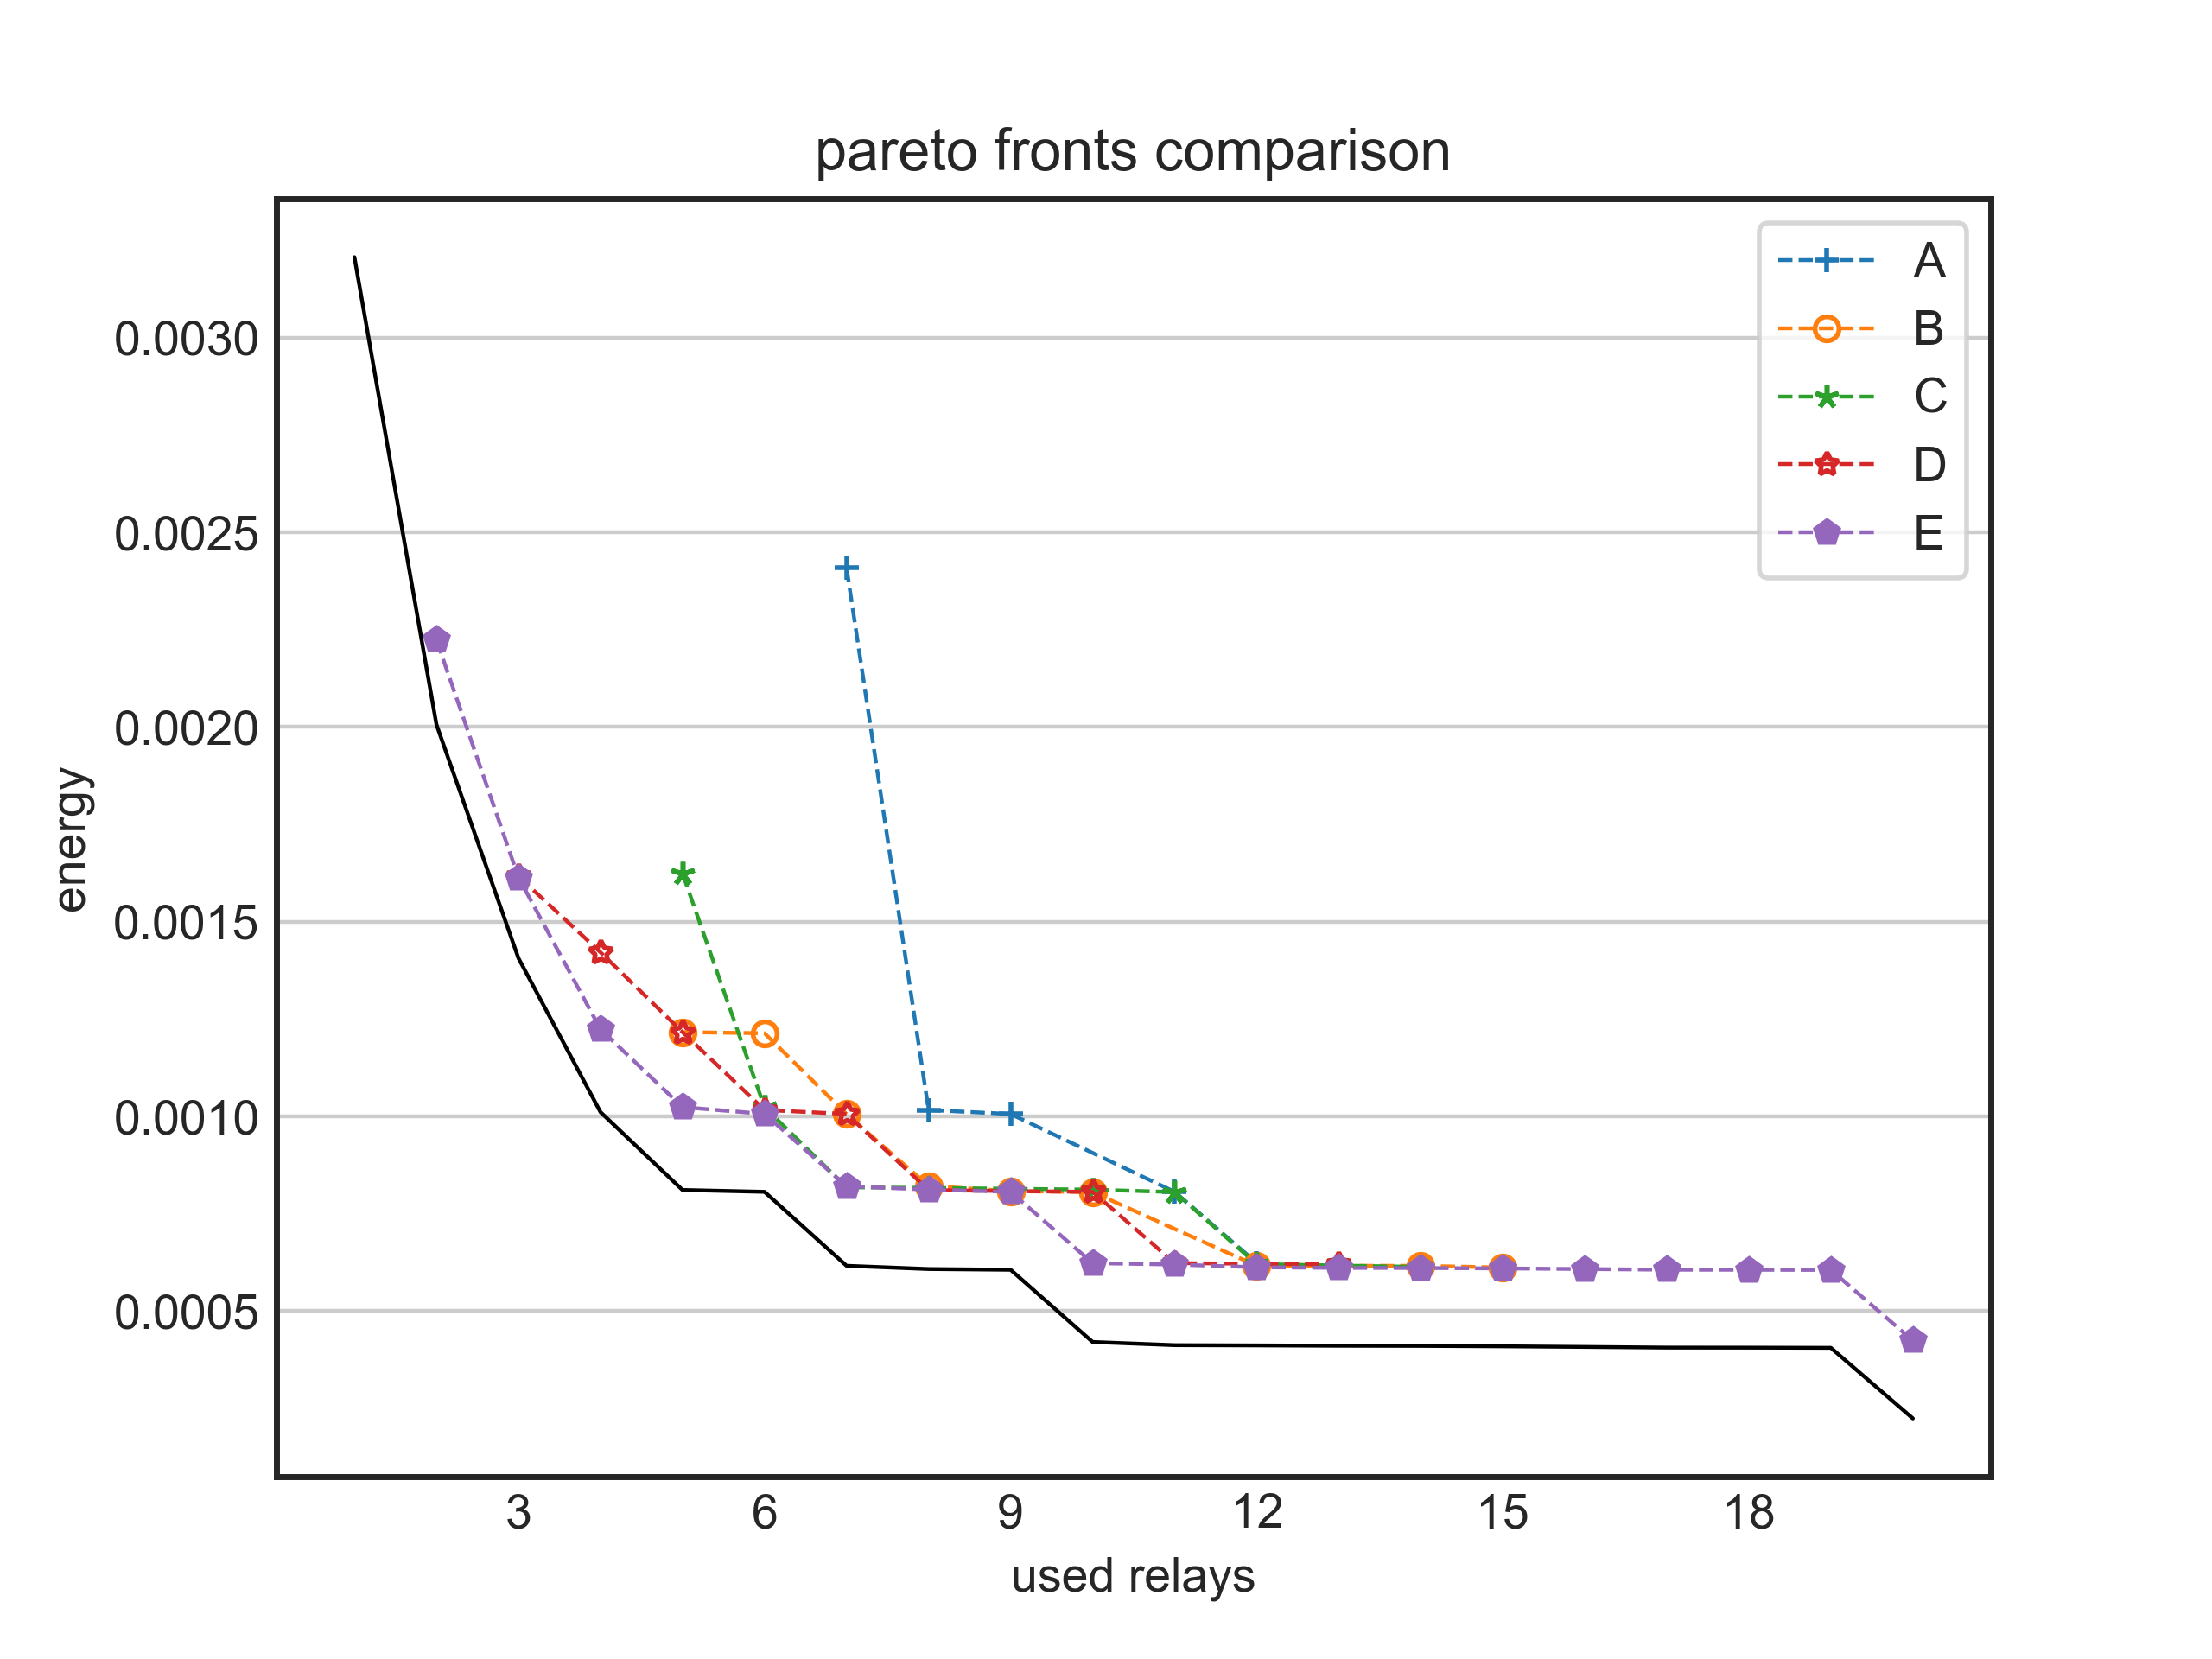 pareto fronts comparison
A
B
C
D
E
0.0030
0.0025
0.0020
0.0015
0.0010
0.0005
energy
3 6 9 12 15 18
used relays